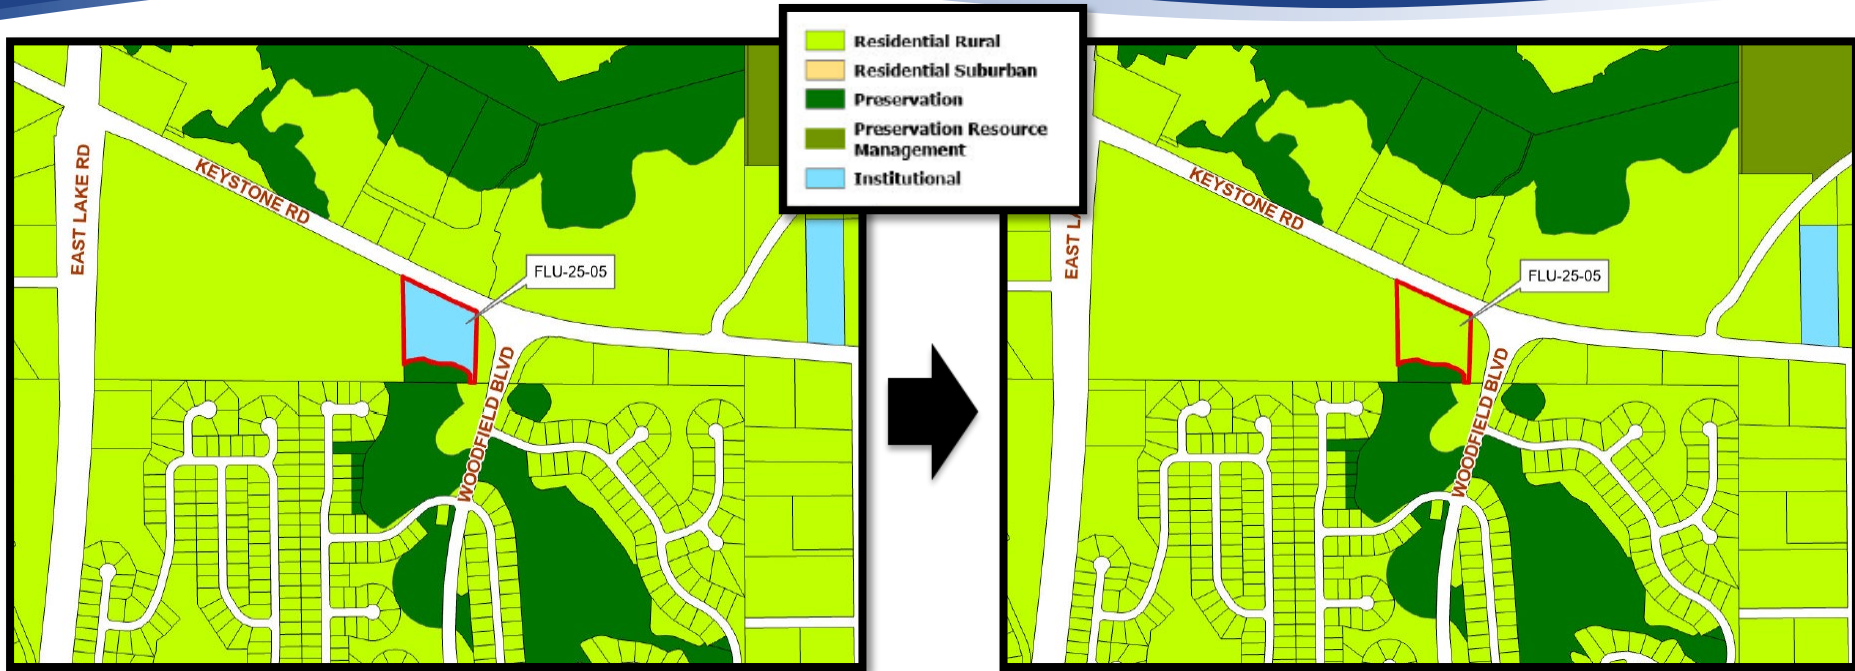 Residential Rural
Residential Suburban
Preservation
Preservation Resource
Management
Institutional
EAST LAKE RD
KEYSTONE RD
FLU-25-05
WOODFIELD BLVD
EAST LA
KEYSTONE RD
FLU-25-05
WOODFIELD BLVD